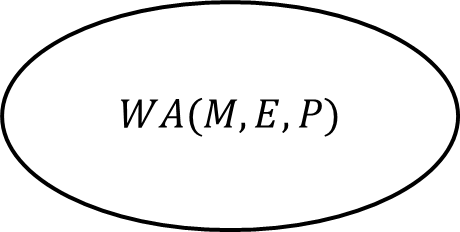 WA(M, E, P)